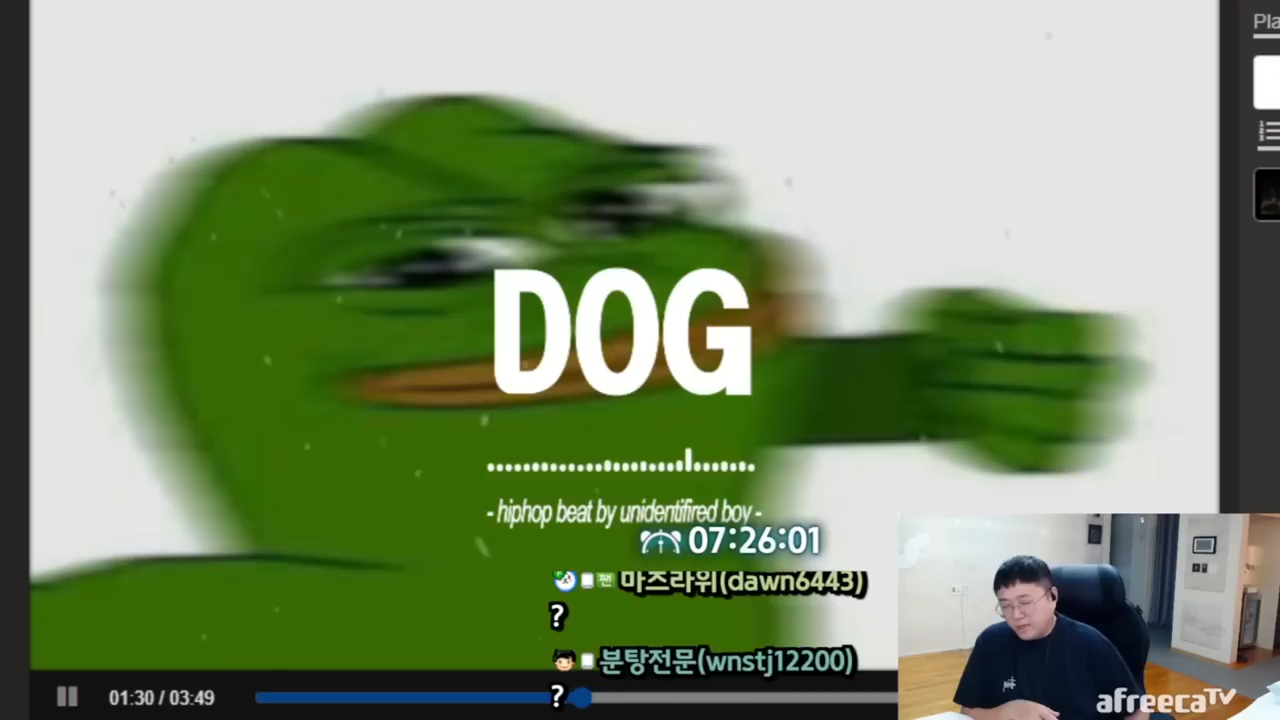 Pla
DOG
- hiphop beat by unidentifired boy -
07:26:01
팬 마즈라위(dawn6443)
?
분탕전문(wnstj12200)
?
01:30 / 03:49
afreecaTV